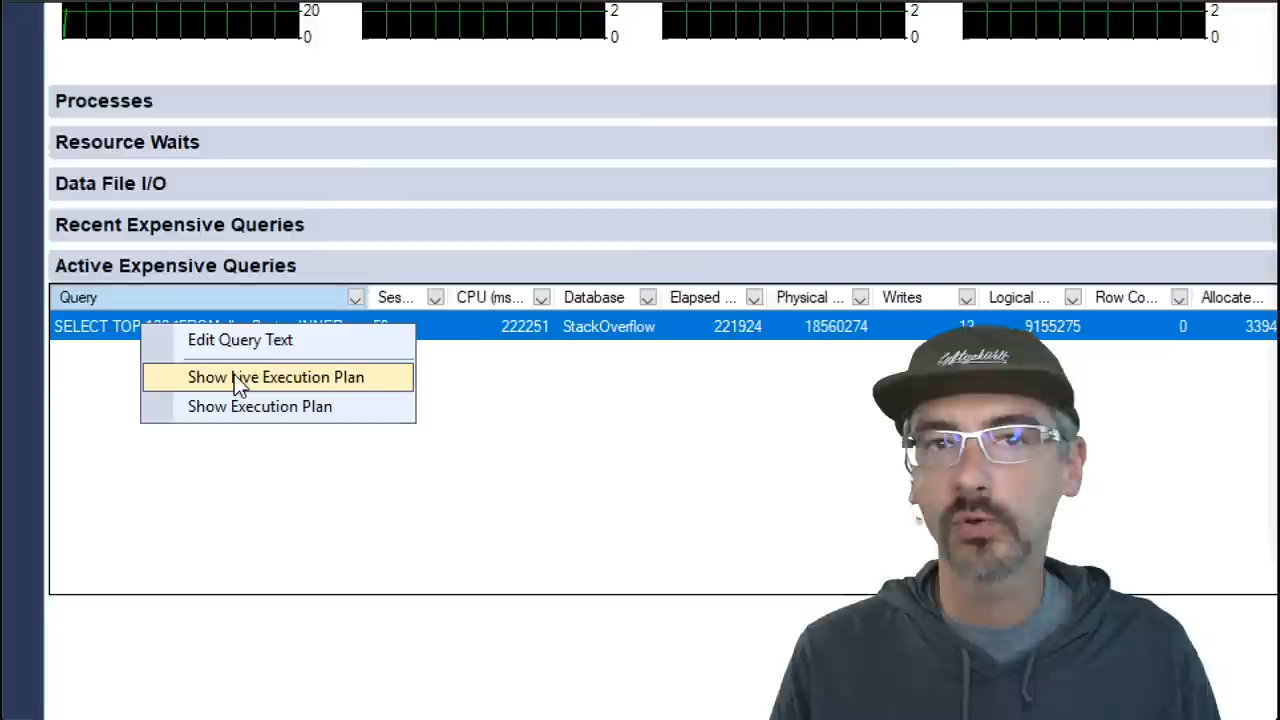 20
0
2
0
2
0
2
0
Processes
Resource Waits
Data File I/O
Recent Expensive Queries
Active Expensive Queries
Query Ses... CPU (ms... Database Elapsed ... Physical ... Writes Logical ... Row Co... Allocate...
SELECT TOP 222251 StackOverflow 221924 18560274 13 9155275 0 3394
Edit Query Text
Show Live Execution Plan
Show Execution Plan